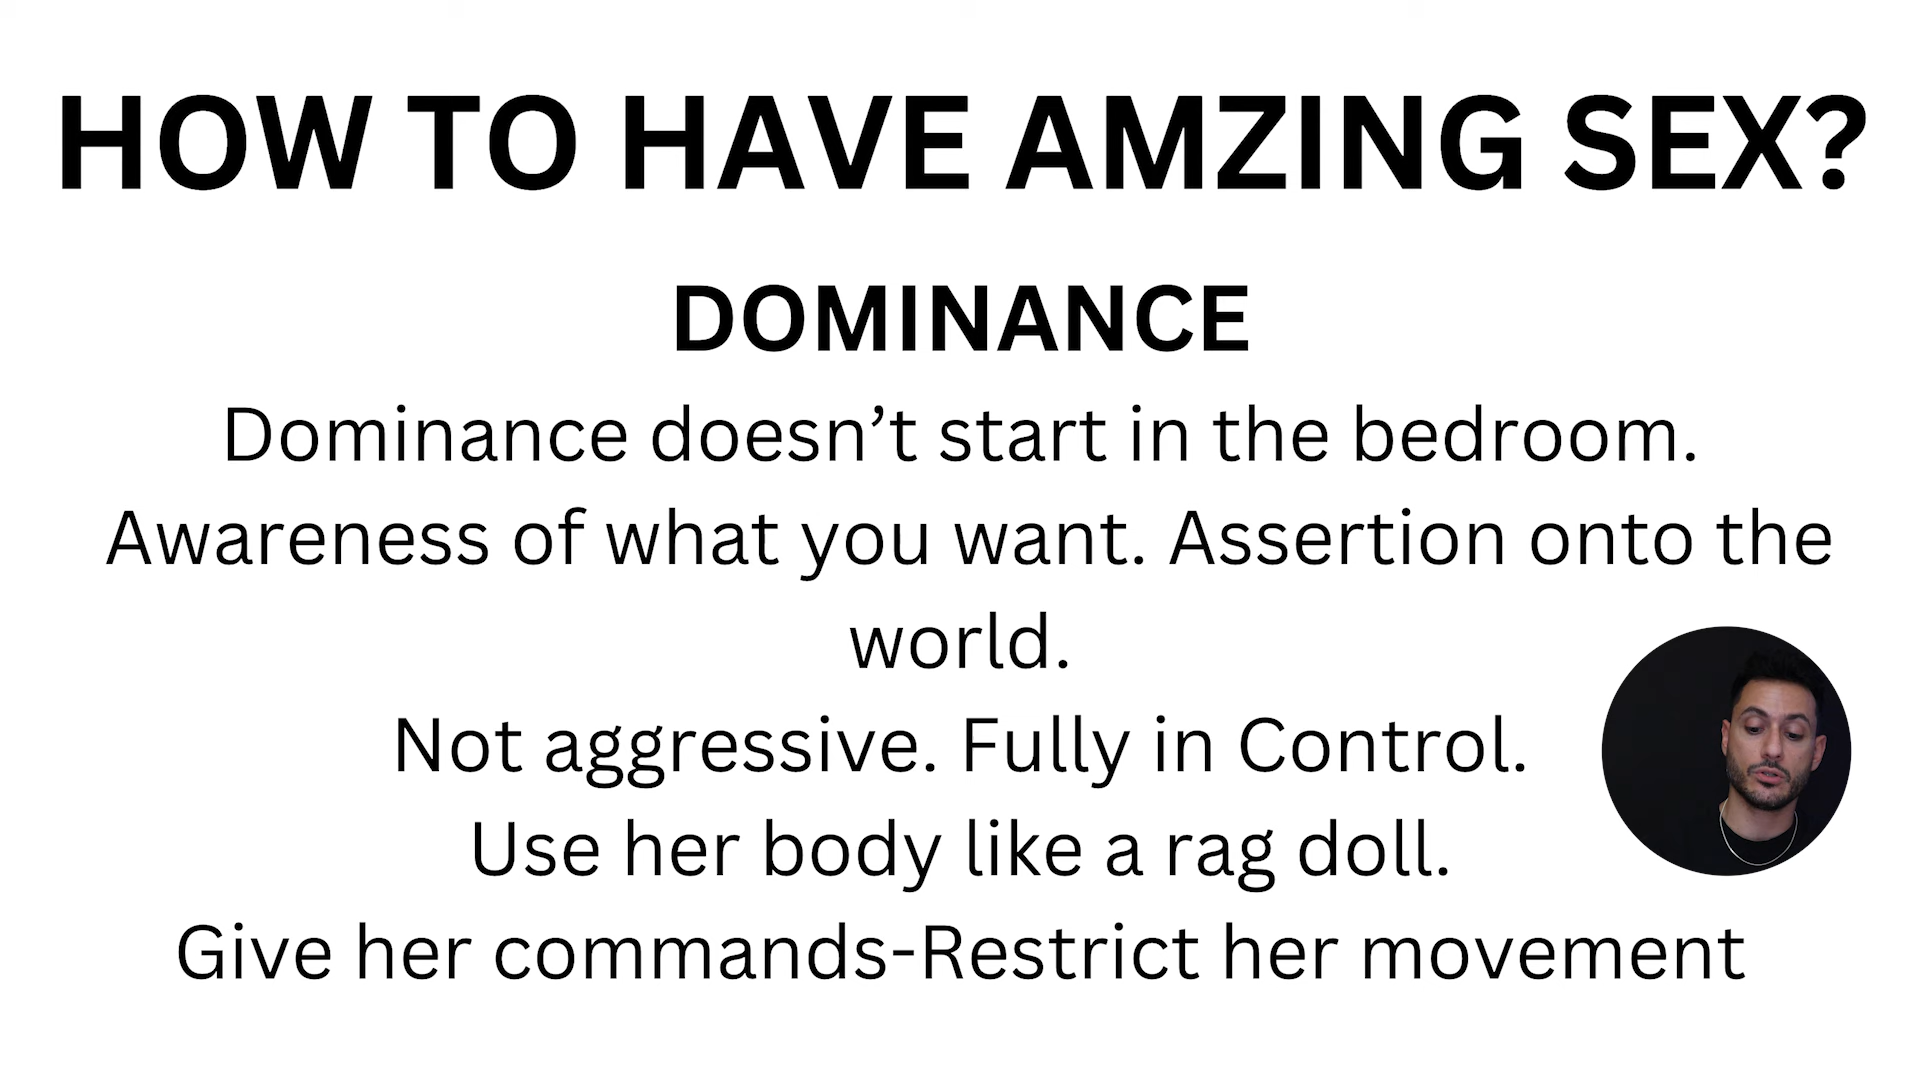 HOW TO HAVE AMZING SEX?
DOMINANCE
Dominance doesn’t start in the bedroom.
Awareness of what you want. Assertion onto the
world.
Not aggressive. Fully in Control.
Use her body like a rag doll.
Give her commands-Restrict her movement